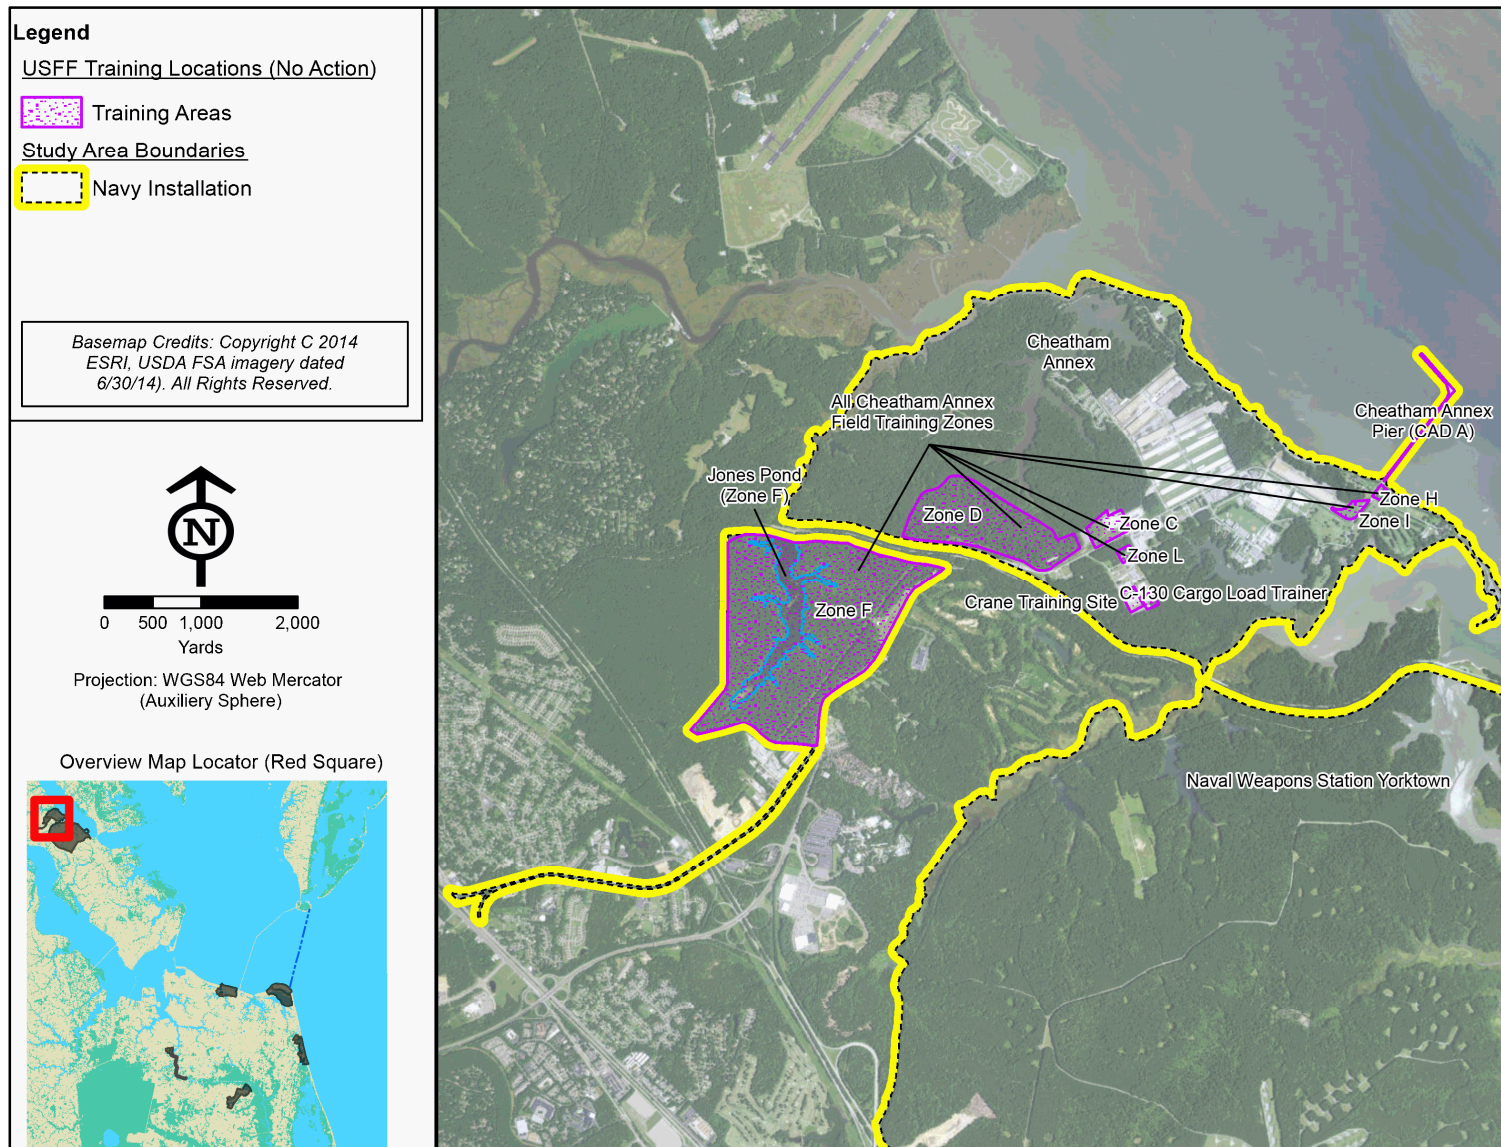 Legend
USFF Training Locations (No Action)
Training Areas
Study Area Boundaries
Navy Installation
Basemap Credits: Copyright C 2014
ESRI, USDA FSA imagery dated
6/30/14). All Rights Reserved.
N
0 500 1,000 2,000
Yards
Projection: WGS84 Web Mercator
(Auxiliery Sphere)
Overview Map Locator (Red Square)
Cheatham
Annex
All Cheatham Annex
Field Training Zones
Cheatham Annex
Pier (CAD A)
Jones Pond
(Zone F)
Zone H
Zone I
Zone D
Zone C
Zone L
C-130 Cargo Load Trainer
Crane Training Site
Zone F
Naval Weapons Station Yorktown